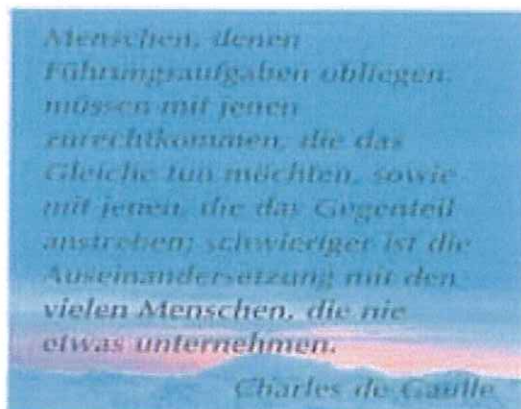 Menschen, denen
Führungsaufgaben obliegen,
müssen mit jenen
zurechtkommen, die das
Gleiche tun möchten, sowie
mit jenen, die das Gegenteil
anstreben; schwieriger ist die
Auseinandersetzung mit den
vielen Menschen, die nie
etwas unternehmen.
Charles de Gaulle